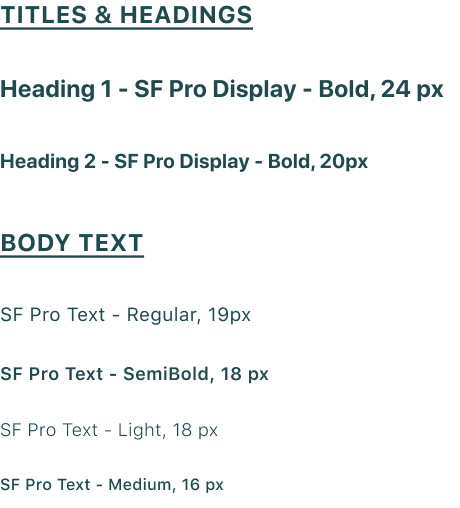 TITLES & HEADINGS
Heading 1 - SF Pro Display - Bold, 24 px
Heading 2 - SF Pro Display - Bold, 20px
BODY TEXT
SF Pro Text - Regular, 19px
SF Pro Text - SemiBold, 18 px
SF Pro Text - Light, 18 px
SF Pro Text - Medium, 16 px